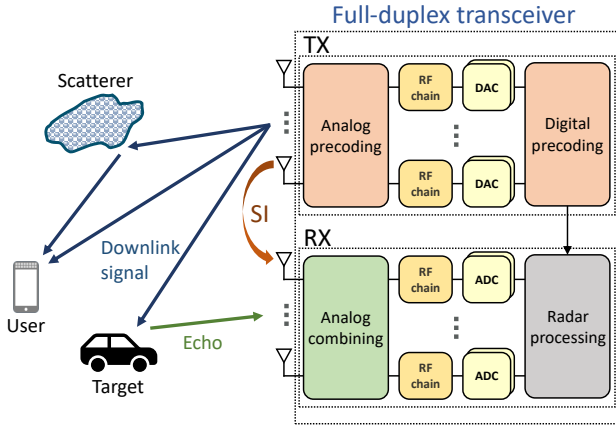 Full-duplex transceiver
TX
Scatterer
Analog
precoding
RF
chain
DAC
Digital
precoding
RF
chain
DAC
SI
RX
Downlink
signal
User
Echo
Target
Analog
combining
RF
chain
ADC
Radar
processing
RF
chain
ADC